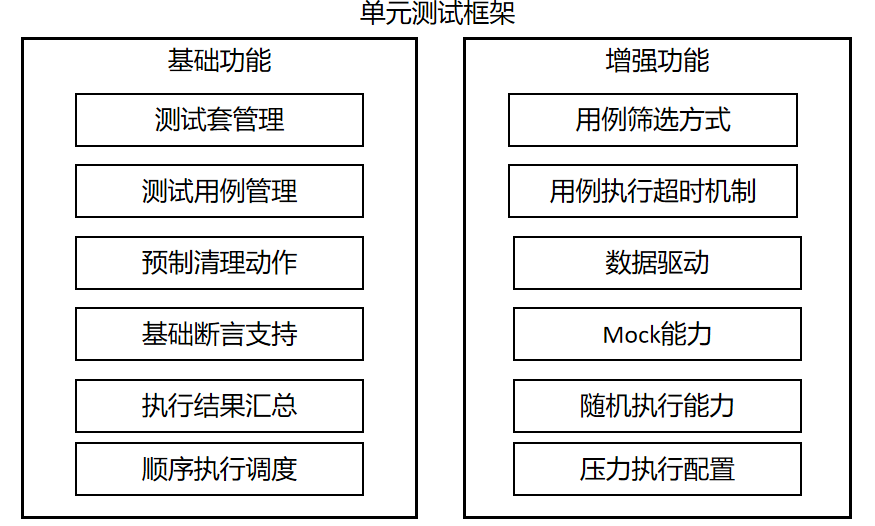 单元测试框架
基础功能
测试套管理
测试用例管理
预制清理动作
基础断言支持
执行结果汇总
顺序执行调度
增强功能
用例筛选方式
用例执行超时机制
数据驱动
Mock能力
随机执行能力
压力执行配置